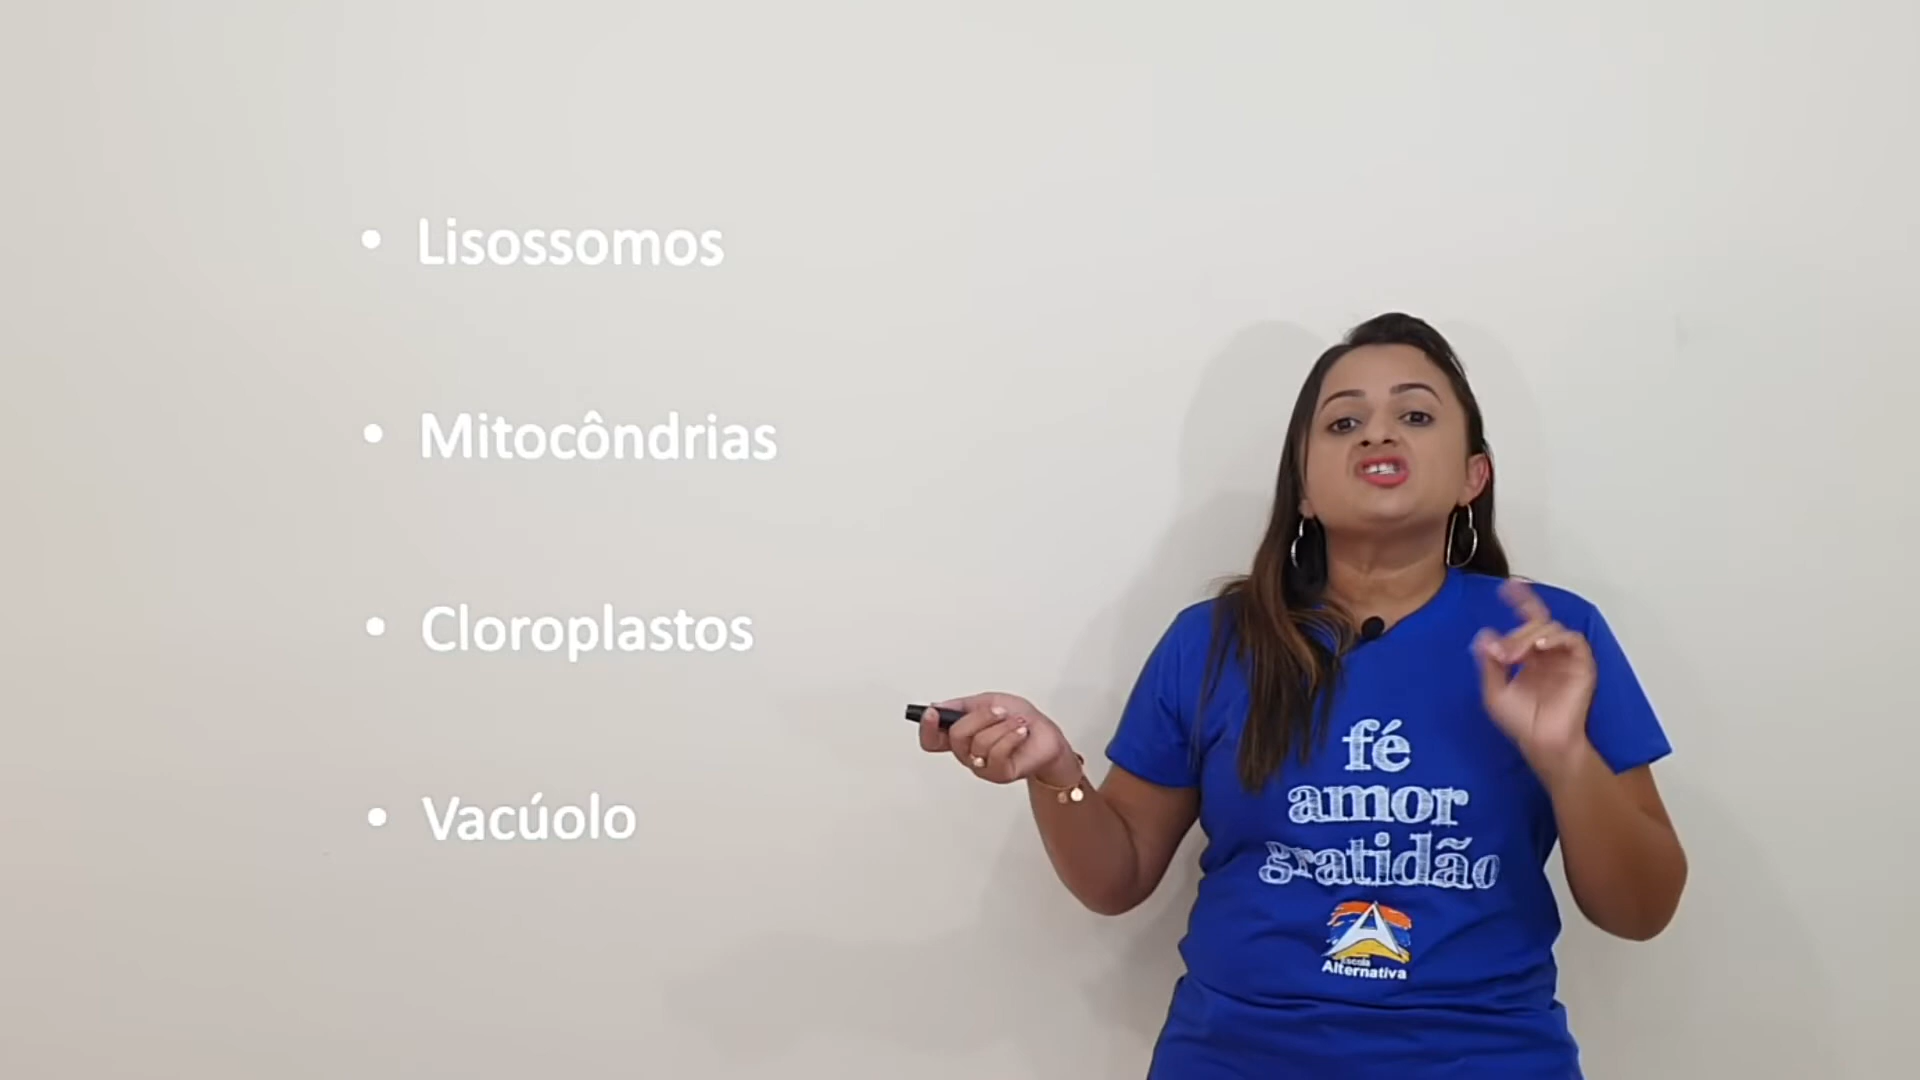 • Lisossomos
• Mitocôndrias
• Cloroplastos
• Vacúolo
fé
amor
gratidão
Escola
Alternativa